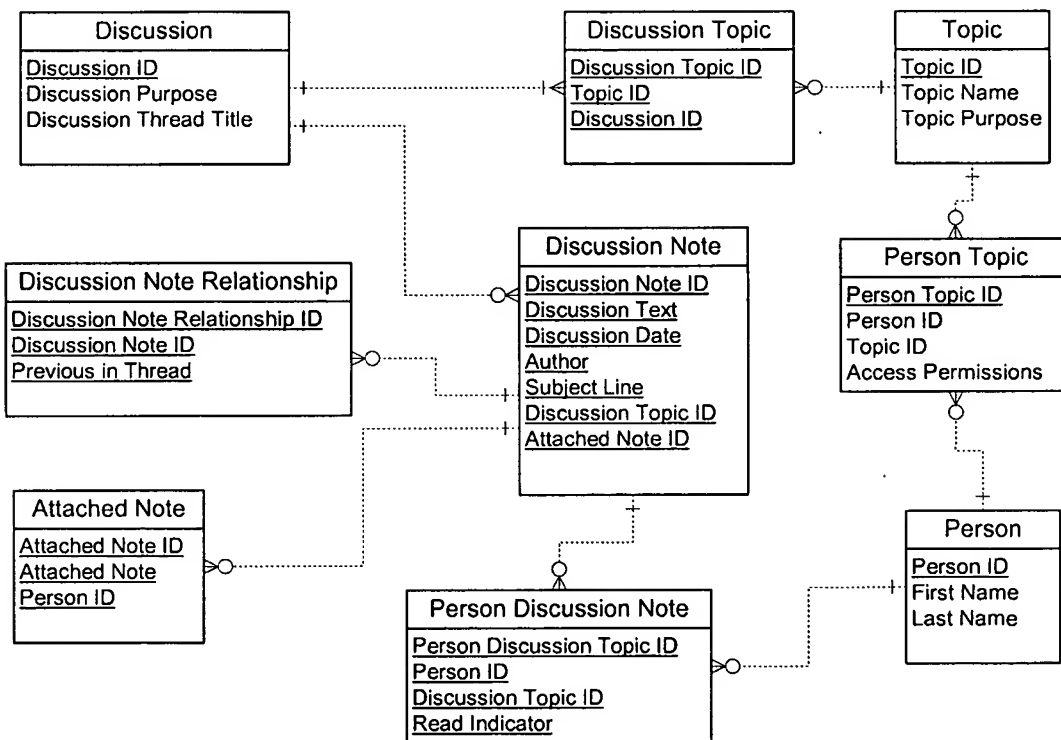 Discussion
Discussion ID
Discussion Purpose
Discussion Thread Title
Discussion Topic
Discussion Topic ID
Topic ID
Discussion ID
Topic
Topic ID
Topic Name
Topic Purpose
Discussion Note Relationship
Discussion Note Relationship ID
Discussion Note ID
Previous in Thread
Discussion Note
Discussion Note ID
Discussion Text
Discussion Date
Author
Subject Line
Discussion Topic ID
Attached Note ID
Person Topic
Person Topic ID
Person ID
Topic ID
Access Permissions
Attached Note
Attached Note ID
Attached Note
Person ID
Person Discussion Note
Person Discussion Topic ID
Person ID
Discussion Topic ID
Read Indicator
Person
Person ID
First Name
Last Name